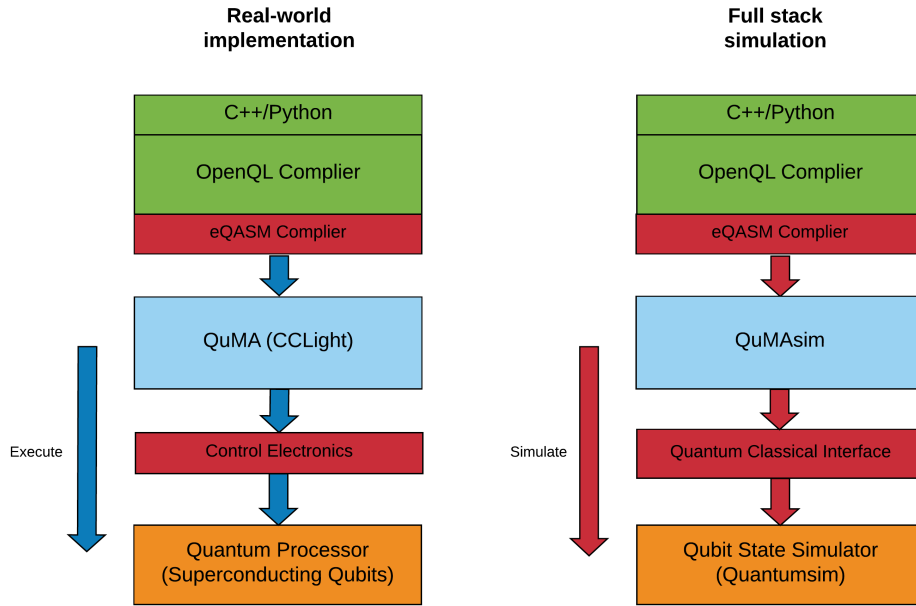 Real-world
implementation
Full stack
simulation
C++/Python
OpenQL Complier
eQASM Complier
QuMA (CCLight)
Execute
Control Electronics
Quantum Processor
(Superconducting Qubits)
C++/Python
OpenQL Complier
eQASM Complier
QuMAsim
Simulate
Quantum Classical Interface
Qubit State Simulator
(Quantumsim)